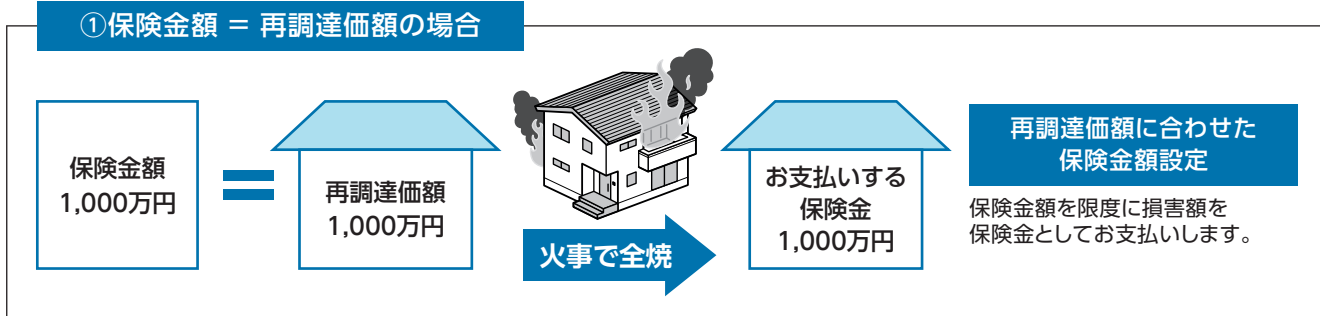 ①保険金額 = 再調達価額の場合
保険金額
1,000万円
再調達価額
1,000万円
火事で全焼
お支払いする
保険金
1,000万円
再調達価額に合わせた
保険金額設定
保険金額を限度に損害額を
保険金としてお支払いします。